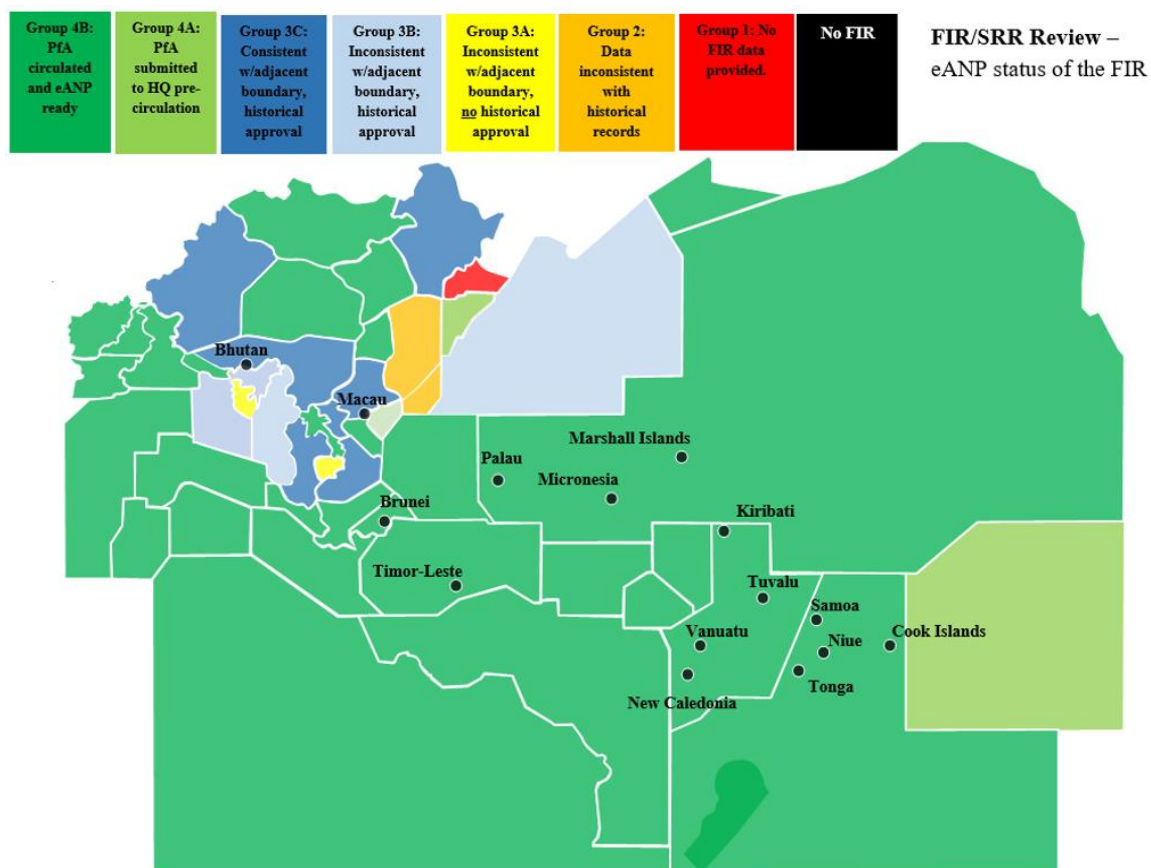 Group 4B:
PfA
circulated
and eANP
ready
Group 4A:
PfA
submitted
to HQ pre-
circulation
Group 3C:
Consistent
w/adjacent
boundary,
historical
approval
Group 3B:
Inconsistent
w/adjacent
boundary,
historical
approval
Group 3A:
Inconsistent
w/adjacent
boundary,
no historical
approval
Group 2:
Data
inconsistent
with
historical
records
Group 1: No
FIR data
provided.
No FIR
FIR/SRR Review –
eANP status of the FIR
Bhutan
Macau
Marshall Islands
Palau
Micronesia
Brunei
Kiribati
Timor-Leste
Tuvalu
Samoa
Vanuatu
Niue
Cook Islands
Tonga
New Caledonia